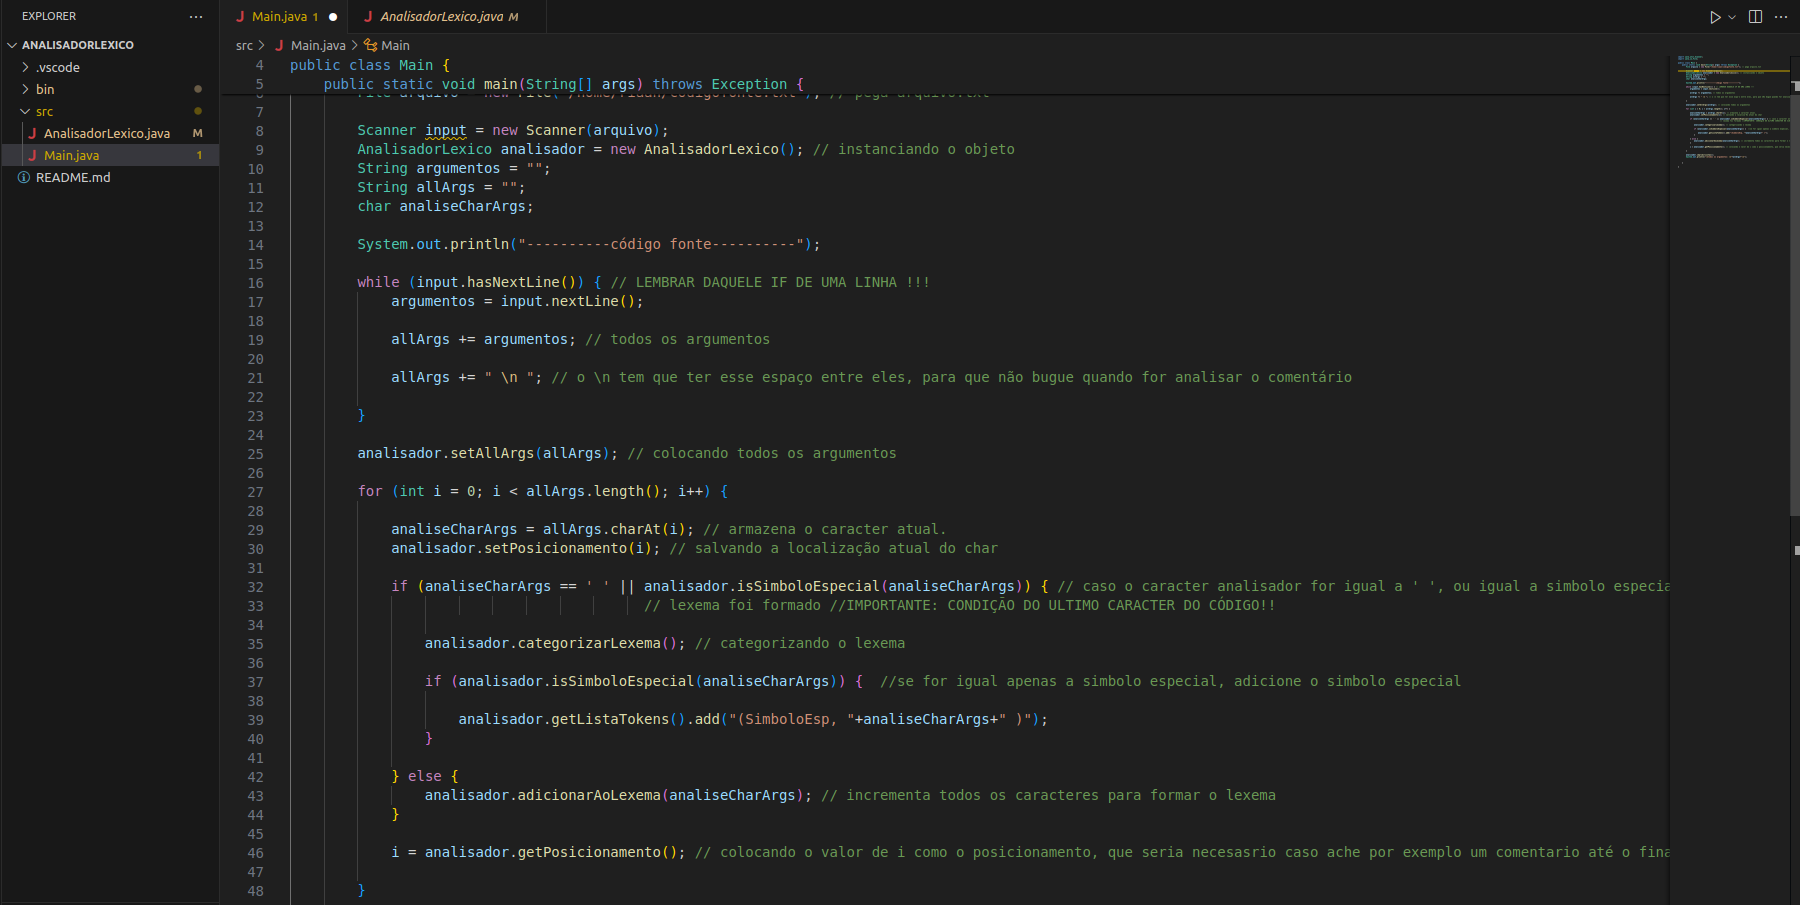 EXPLORER ···
ANALISADORLEXICO
.vscode
bin
src
AnalisadorLexico.java M
Main.java 1
README.md
Main.java 1 ●
AnalisadorLexico.java M
src > Main.java > Main
4 public class Main {
5 public static void main(String[] args) throws Exception {
7
8 Scanner input = new Scanner(arquivo);
9 AnalisadorLexico analisador = new AnalisadorLexico(); // instanciando o objeto
10 String argumentos = "";
11 String allArgs = "";
12 char analiseCharArgs;
13
14 System.out.println("----------código fonte----------");
15
16 while (input.hasNextLine()) { // LEMBRAR DAQUELE IF DE UMA LINHA !!!
17 argumentos = input.nextLine();
18
19 allArgs += argumentos; // todos os argumentos
20
21 allArgs += " \n "; // o \n tem que ter esse espaço entre eles, para que não bugue quando for analisar o comentário
22
23 }
24
25 analisador.setAllArgs(allArgs); // colocando todos os argumentos
26
27 for (int i = 0; i < allArgs.length(); i++) {
28
29 analiseCharArgs = allArgs.charAt(i); // armazena o caracter atual.
30 analisador.setPosicionamento(i); // salvando a localização atual do char
31
32 if (analiseCharArgs == ' ' || analisador.isSimboloEspecial(analiseCharArgs)) { // caso o caracter analisador for igual a ' ', ou igual a simbolo especia
33 // lexema foi formado //IMPORTANTE: CONDIÇÃO DO ULTIMO CARACTER DO CÓDIGO!!
34
35 analisador.categorizarLexema(); // categorizando o lexema
36
37 if (analisador.isSimboloEspecial(analiseCharArgs)) { //se for igual apenas a simbolo especial, adicione o simbolo especial
38
39 analisador.getListaTokens().add("(SimboloEsp, "+analiseCharArgs+" )");
40 }
41
42 } else {
43 analisador.adicionarAoLexema(analiseCharArgs); // incrementa todos os caracteres para formar o lexema
44 }
45
46 i = analisador.getPosicionamento(); // colocando o valor de i como o posicionamento, que seria necesasrio caso ache por exemplo um comentario até o fina
47
48 }